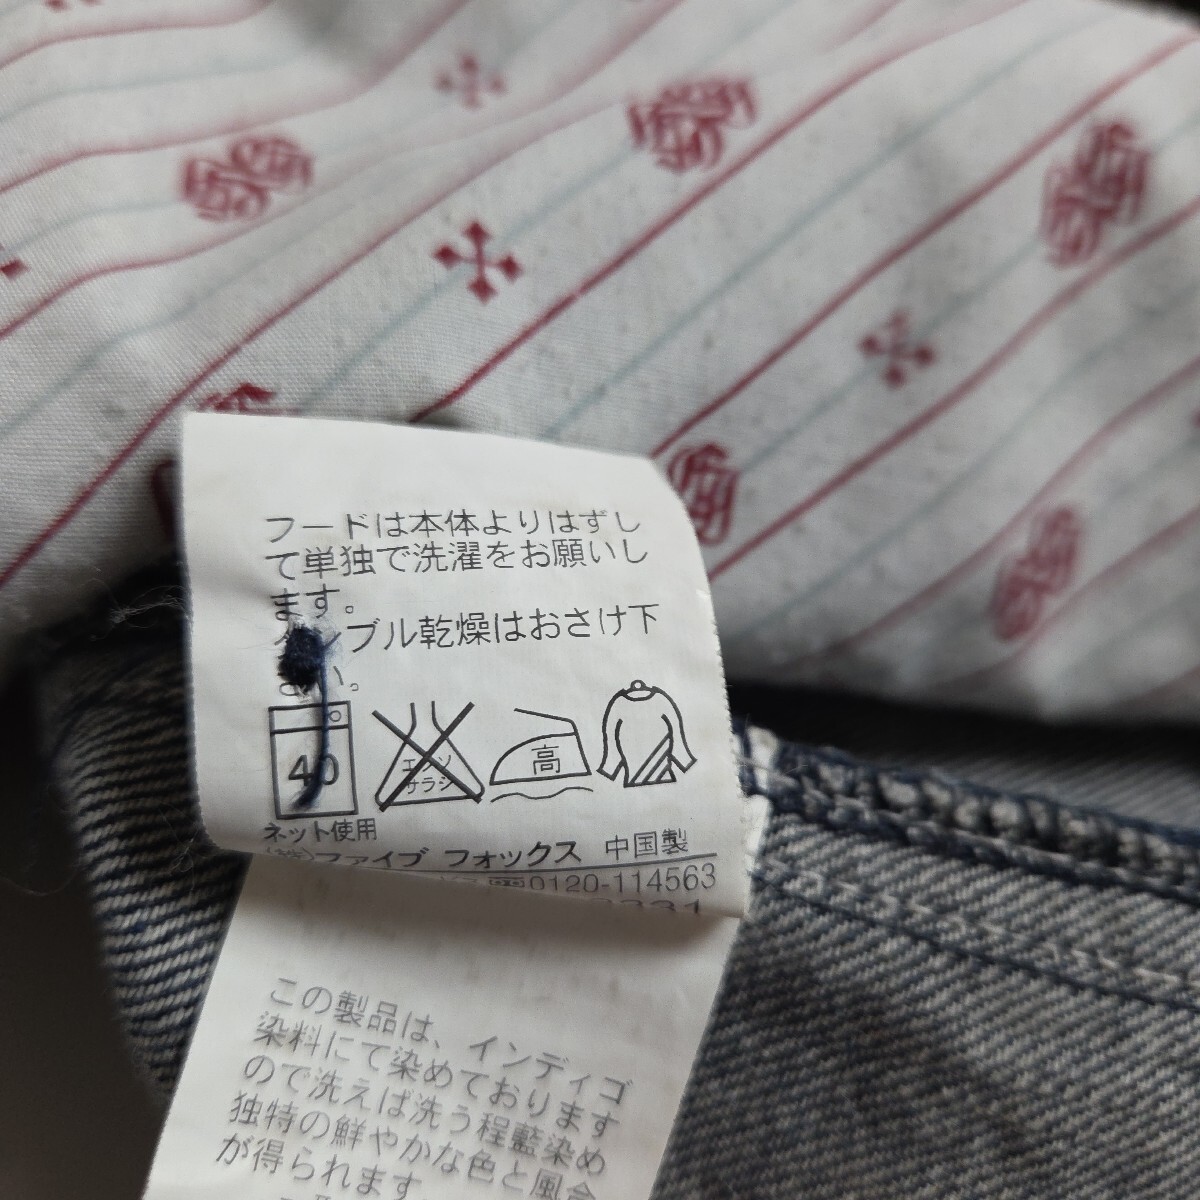 フードは本体よりはずし
て単独で洗濯をお願いし
ます。
ブル乾燥はおさけ下
い。
40
サラシ
高
ネット使用
ファイブ フォックス 中国製
0120-114563
この製品は、インディゴ
染料にて染めております
ので洗えば洗う程藍染め
独特の鮮やかな色と風合
が得られます。